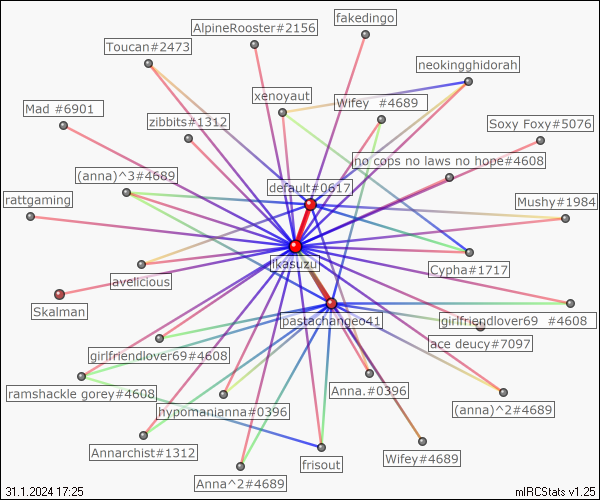 fakedingo
AlpineRooster#2156
Toucan#2473
neokingghidorah
xenoyaut
Wifey  #4689
Mad #6901
zibbits#1312
Soxy Foxy#5076
no cops no laws no hope#4608
(anna)^3#4689
default#0617
rattgaming
Mushy#1984
ikasuzu
Cypha#1717
avelicious
Skalman
pastachangeo41
girlfriendlover69  #4608
ace deucy#7097
girlfriendlover69#4608
ramshackle gorey#4608
Anna.#0396
hypomanianna#0396
(anna)^2#4689
Annarchist#1312
Wifey#4689
frisout
Anna^2#4689
31.1.2024 17:25
mIRCStats v1.25